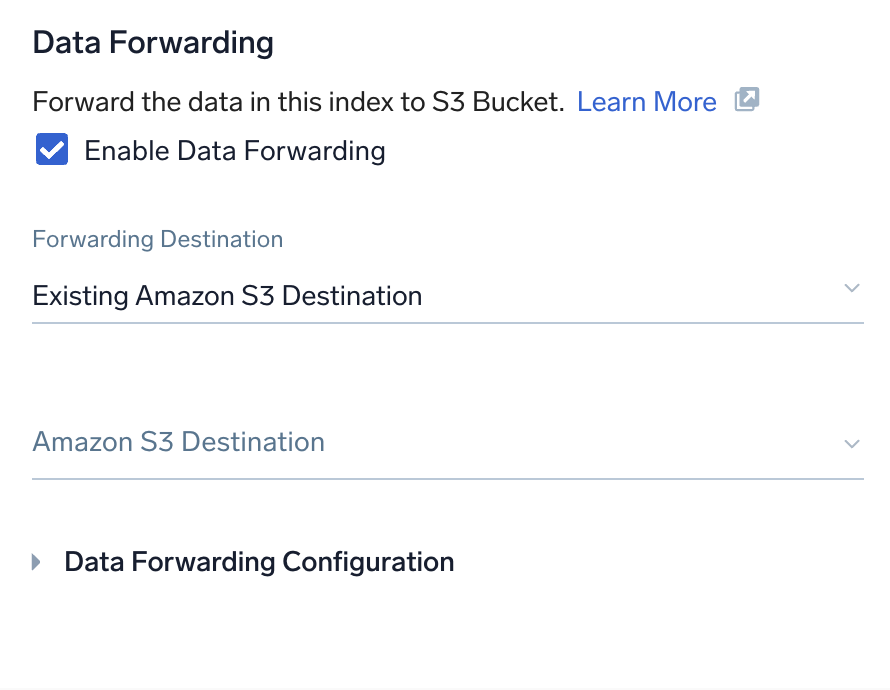 Data Forwarding
Forward the data in this index to S3 Bucket. Learn More
Enable Data Forwarding
Forwarding Destination
Existing Amazon S3 Destination
Amazon S3 Destination
Data Forwarding Configuration